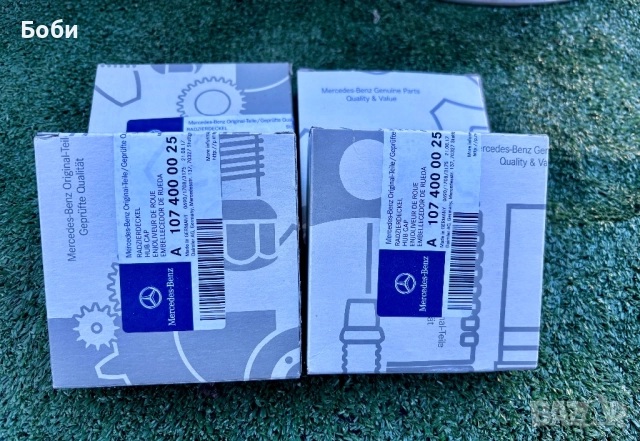 Боби
Mercedes-Benz Original-Teile/Geprüfte
RADZIERDECKEL
Mercedes-Benz Genuine Parts
Quality & Value
Mercedes-Benz Original-Teile
Geprüfte Qualität
Mercedes-Benz Original-Teile/Geprüfte
RADZIERDECKEL
HUB CAP
ENJOLIVEUR DE ROUE
EMBELLECEDOR DE RUEDA
A 107 400 00 25
Made in GERMANY
Mercedes-Benz
Mercedes-Benz Original-Teile/Geprüfte
RADZIERDECKEL
HUB CAP
ENJOLIVEUR DE ROUE
EMBELLECEDOR DE RUEDA
A 107 400 00 25
Made in GERMANY
Mercedes-Benz
Mercedes-Benz Genuine
Quality & Value